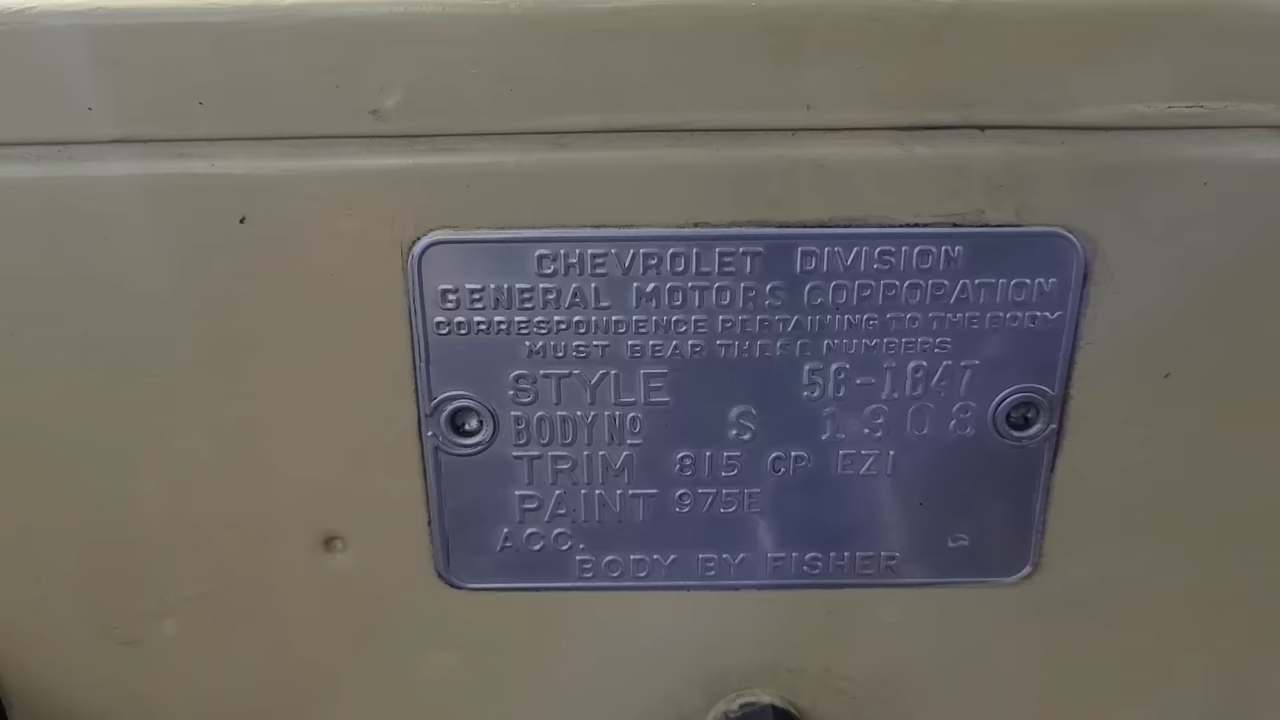 CHEVROLET DIVISION
GENERAL MOTORS CORPORATION
CORRESPONDENCE PERTAINING TO THE BODY
MUST BEAR THESE NUMBERS
STYLE 58-1847
BODY Nº S 1308
TRIM 815 CP EZI
PAINT 975E
ACC.
BODY BY FISHER